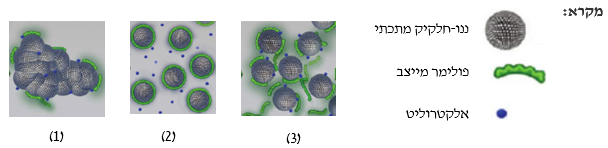 מקרא:
ננו-חלקיק מתכתי
פולימר מייצב
אלקטרוליט
(1)
(2)
(3)